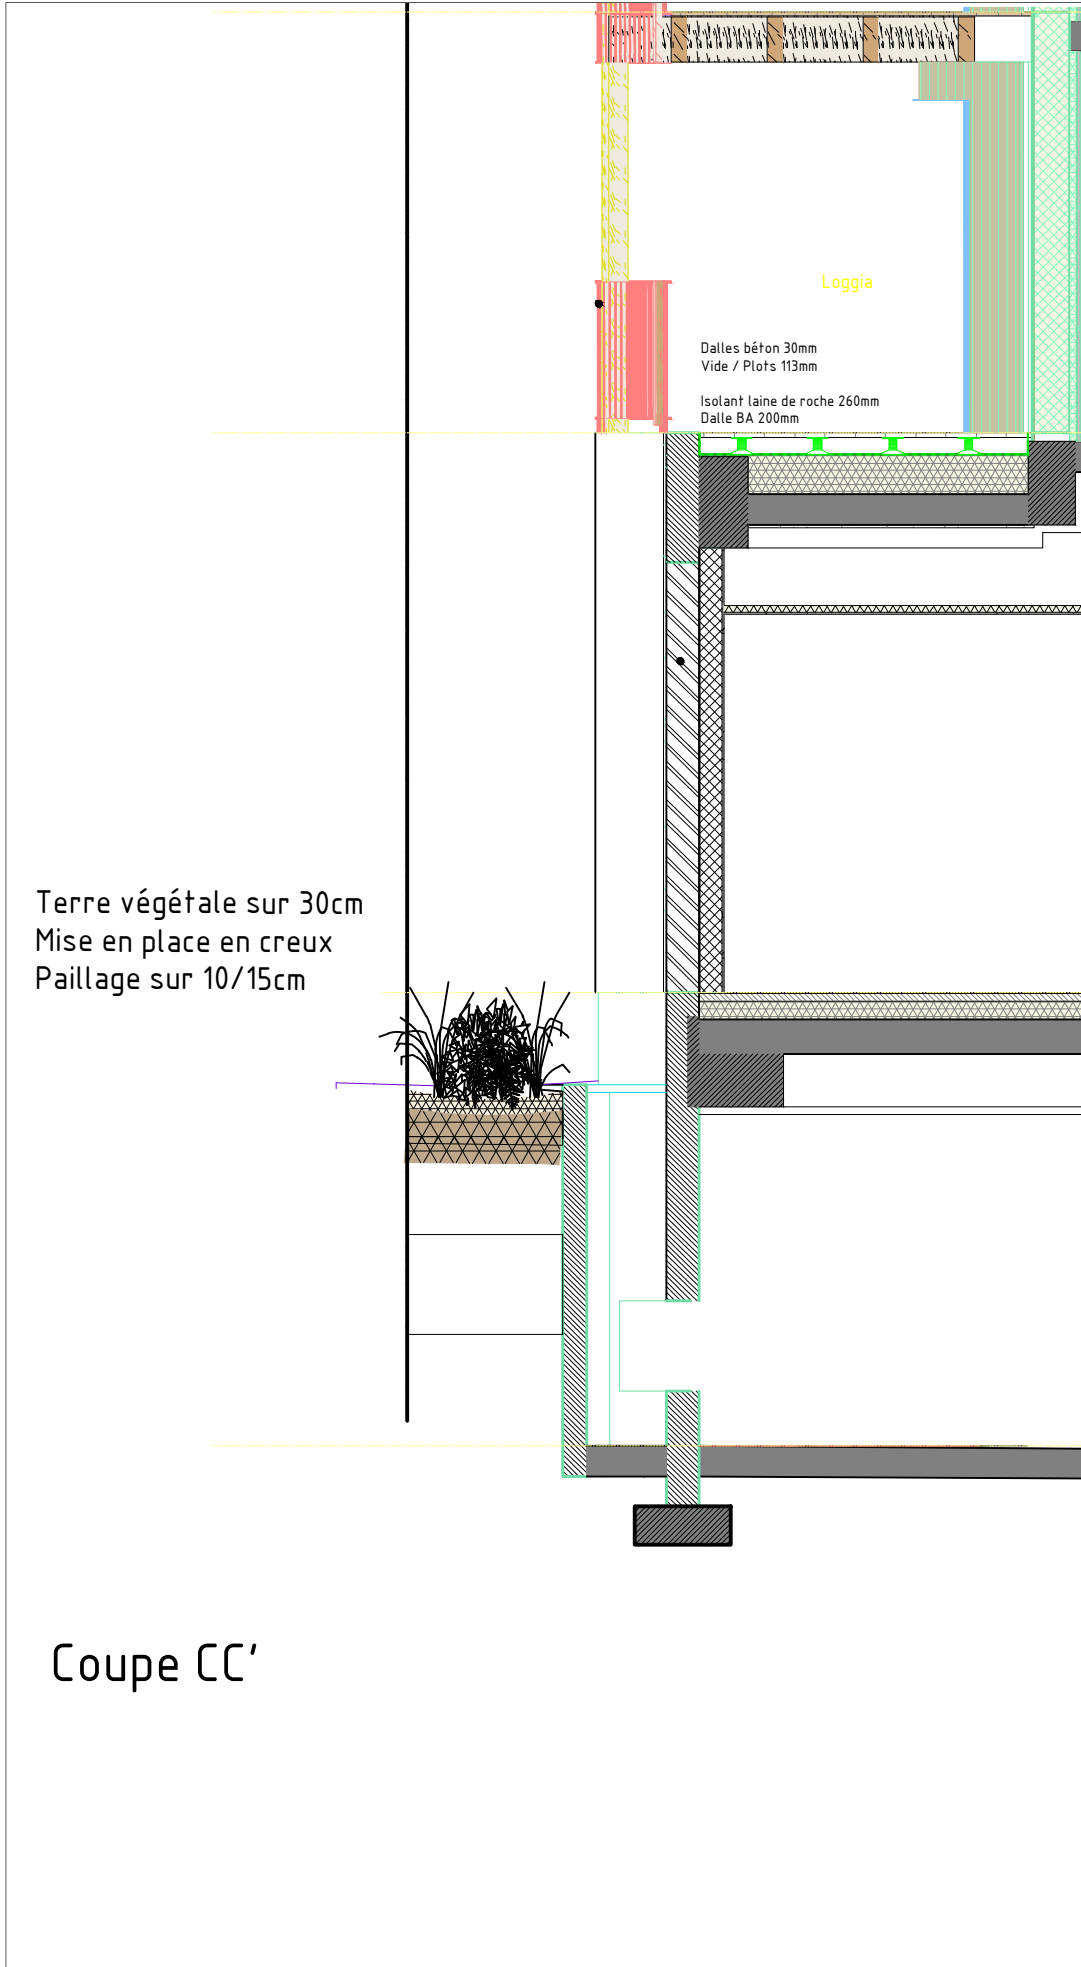 Loggia
Dalles béton 30mm
Vide / Plots 113mm
Isolant laine de roche 260mm
Dalle BA 200mm
Terre végétale sur 30cm
Mise en place en creux
Paillage sur 10/15cm
Coupe CC'